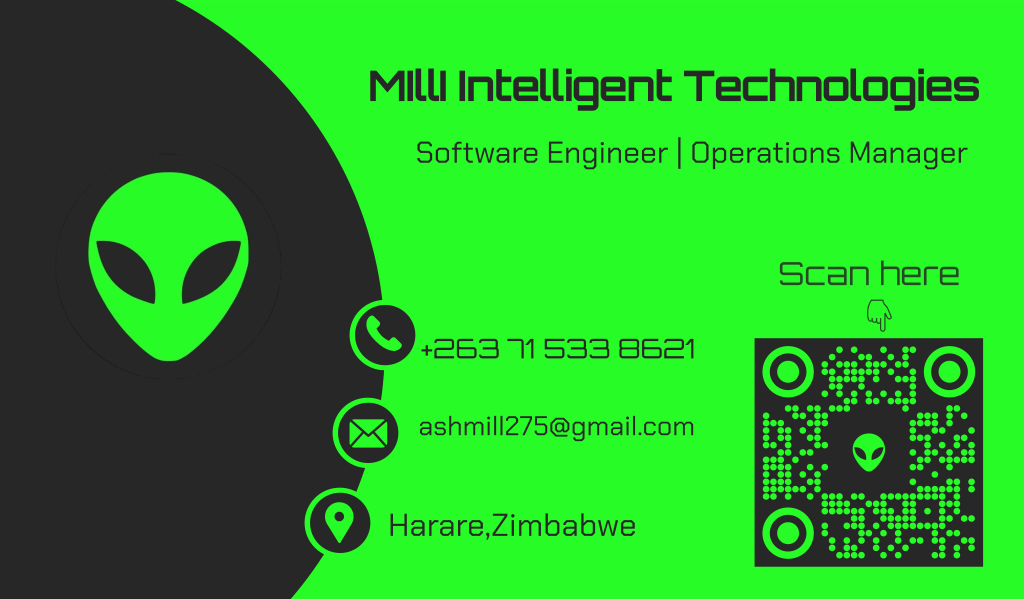 MIllI Intelligent Technologies
Software Engineer | Operations Manager
Scan here
+263 71 533 8621
ashmill275@gmail.com
Harare,Zimbabwe